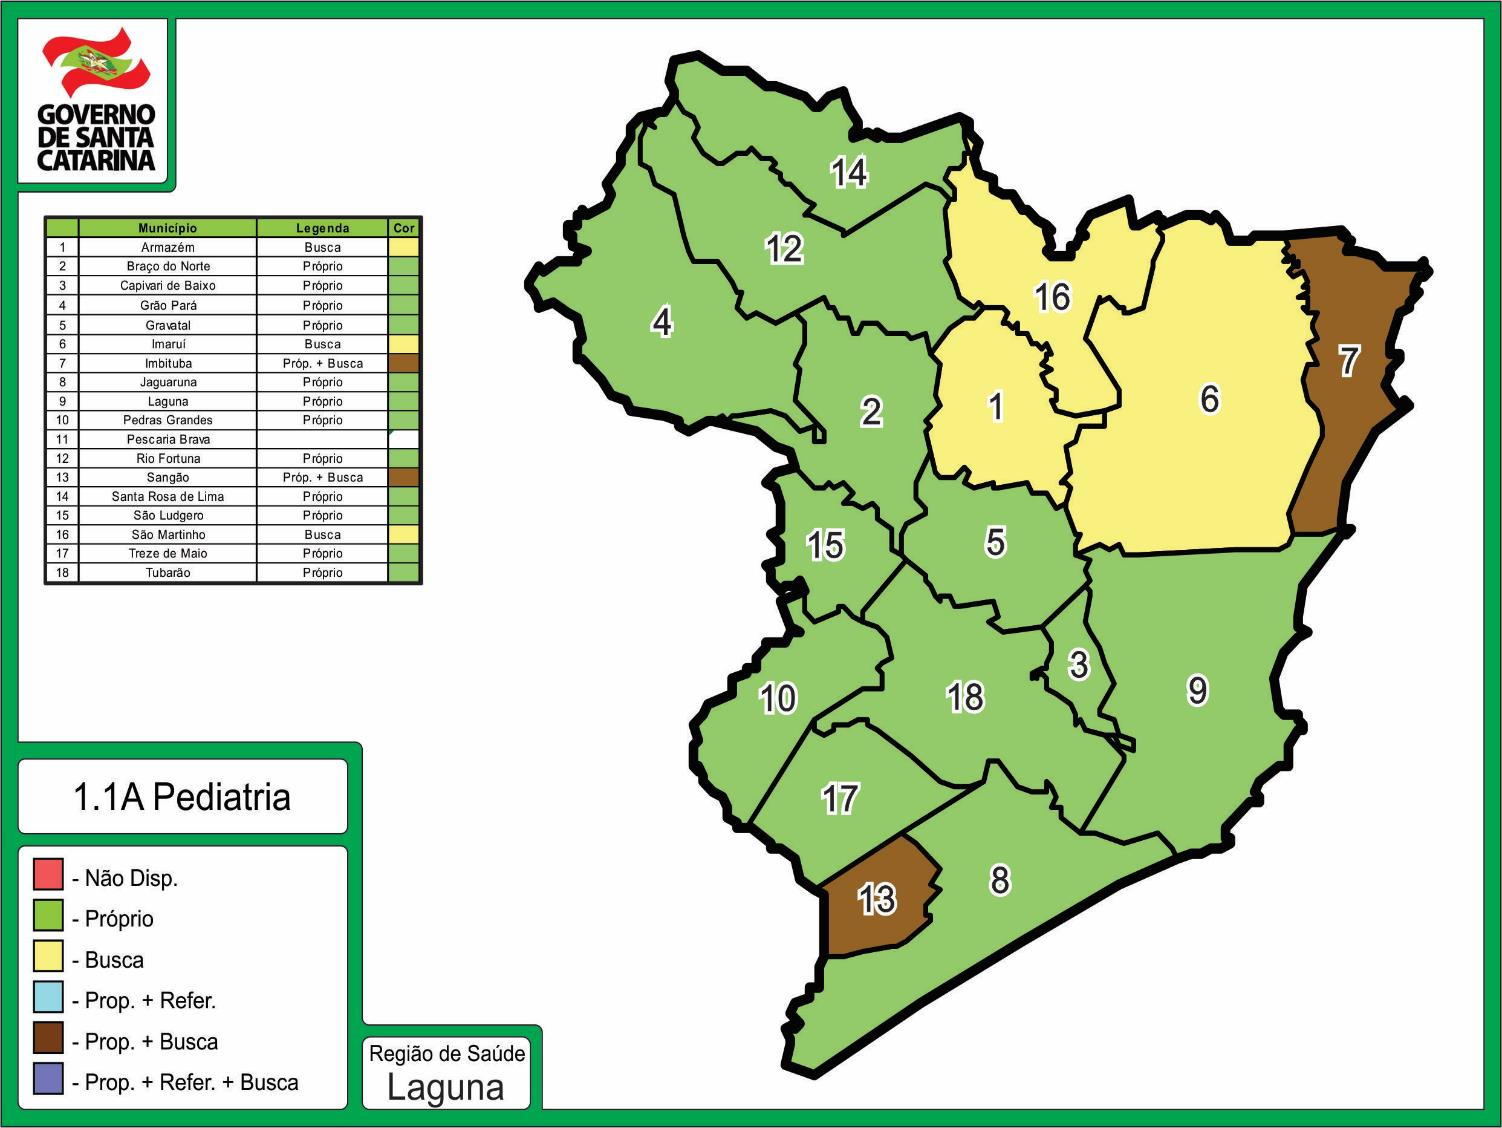 GOVERNO
DE SANTA
CATARINA
Município Legenda Cor
1 Armazém Busca
2 Braço do Norte Próprio
3 Capivari de Baixo Próprio
4 Grão Pará Próprio
5 Gravatal Próprio
6 Imaruí Busca
7 Imbituba Próp. + Busca
8 Jaguaruna Próprio
9 Laguna Próprio
10 Pedras Grandes Próprio
11 Pescaria Brava
12 Rio Fortuna Próprio
13 Sangão Próp. + Busca
14 Santa Rosa de Lima Próprio
15 São Ludgero Próprio
16 São Martinho Busca
17 Treze de Maio Próprio
18 Tubarão Próprio
14
12
16
4
7
6
1
2
5
15
3
9
18
10
17
8
13
1.1A Pediatria
- Não Disp.
- Próprio
- Busca
- Prop. + Refer.
- Prop. + Busca
- Prop. + Refer. + Busca
Região de Saúde
Laguna